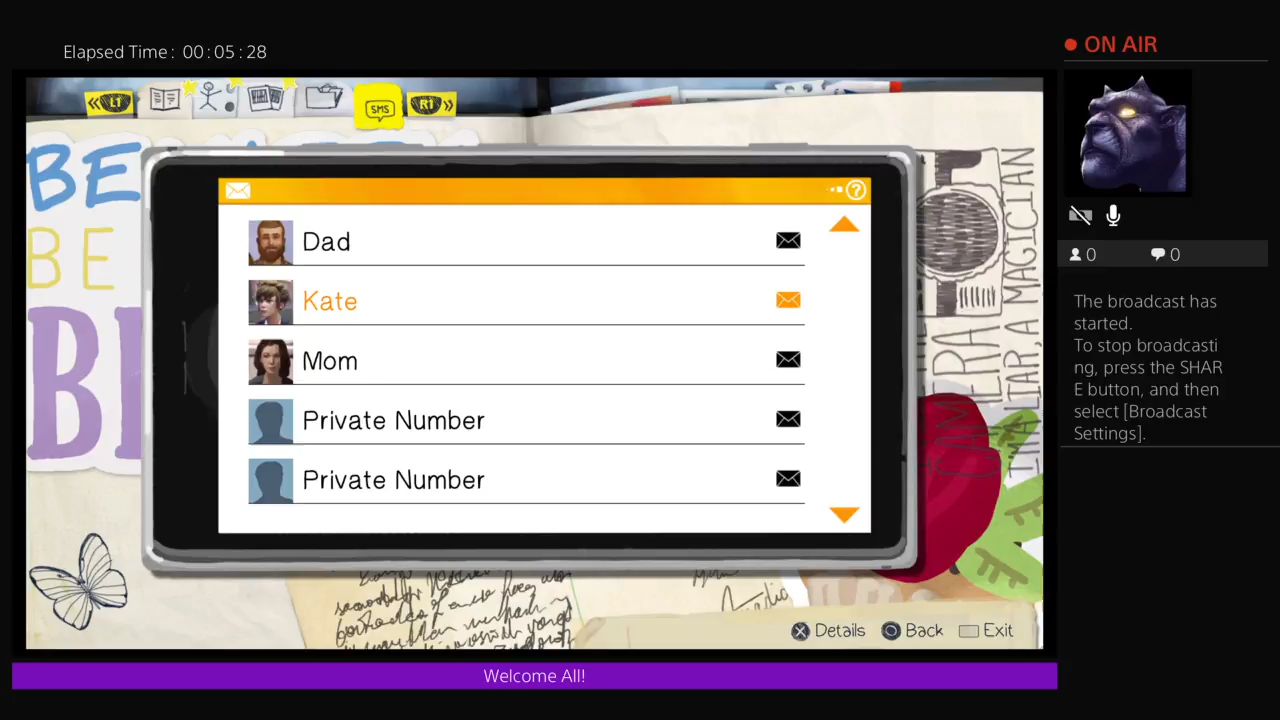 Elapsed Time: 00:05:28
ON AIR
L1
SMS
R1
BE
BE
B
Dad
Kate
Mom
Private Number
Private Number
CAMERA
A MAGICIAN
0
0
The broadcast has
started.
To stop broadcasti
ng, press the SHAR
E button, and then
select [Broadcast
Settings].
Details
Back
Exit
Welcome All!